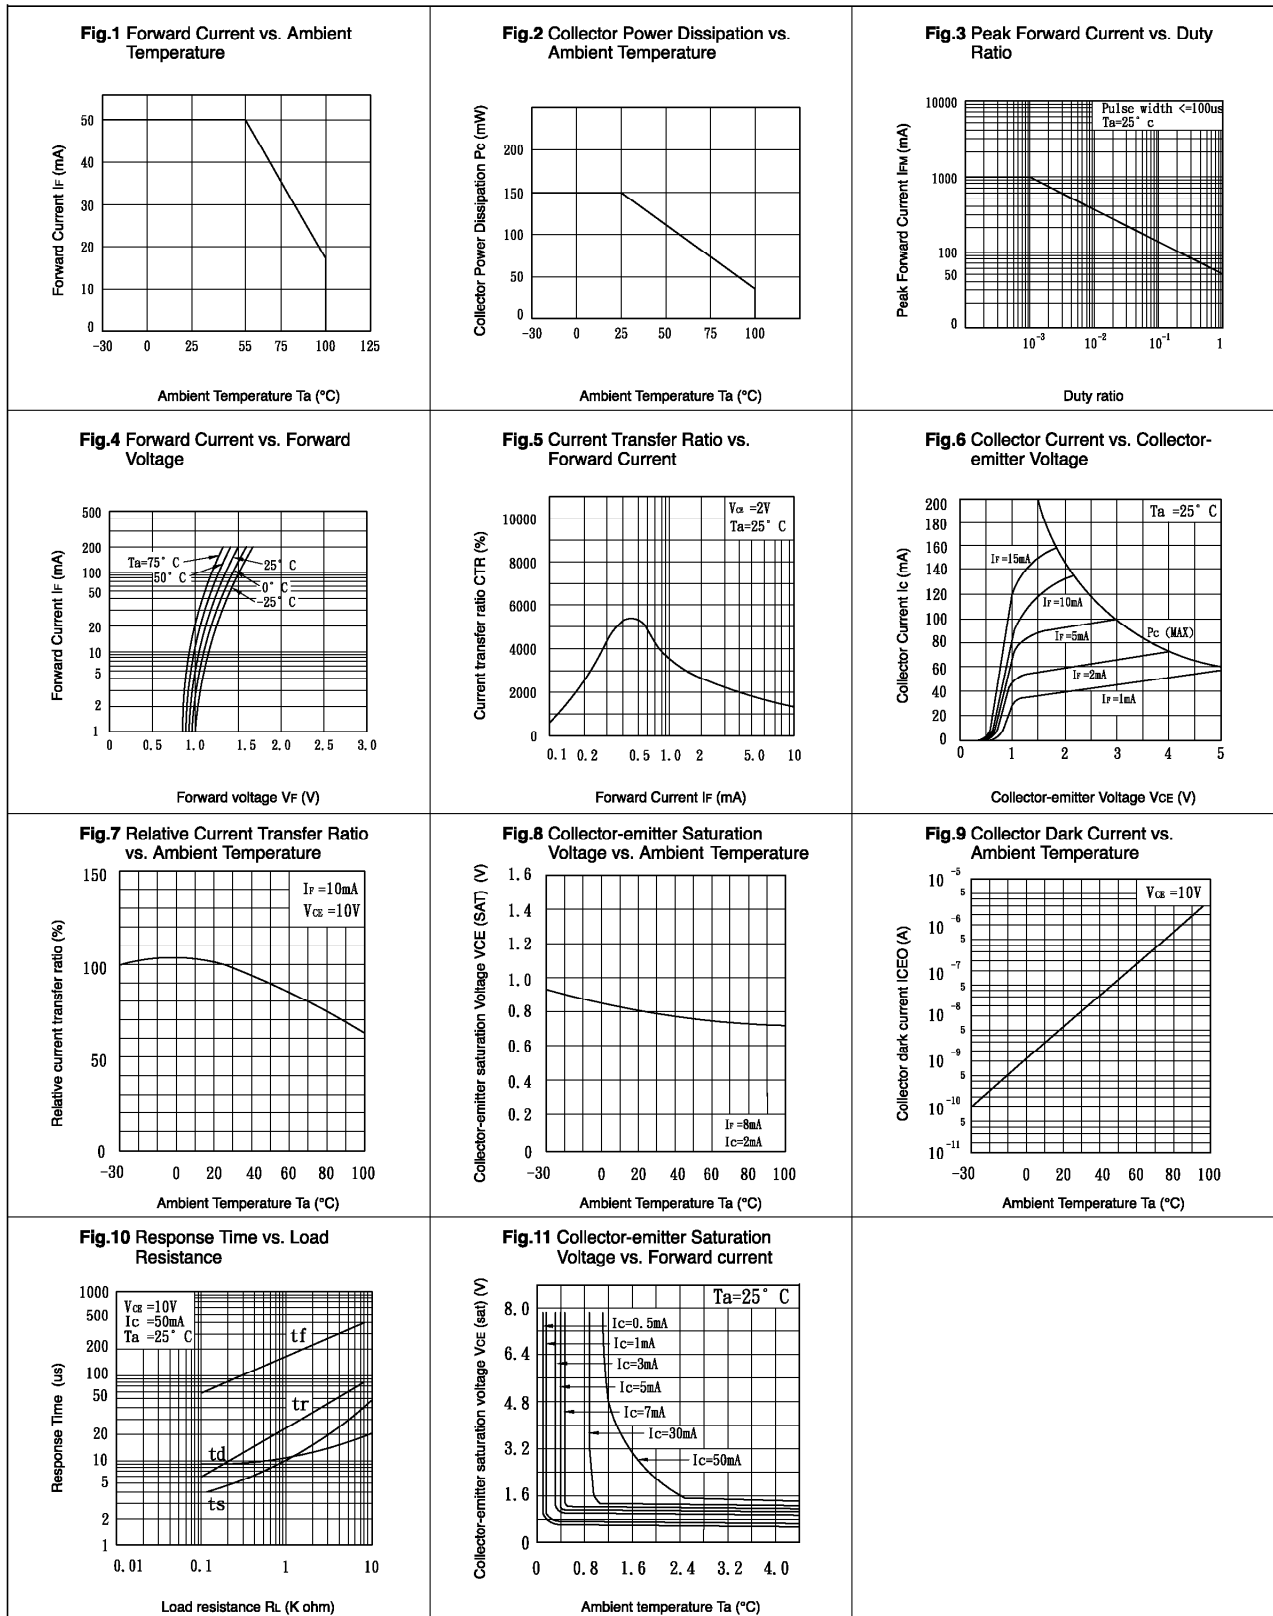 Fig.1 Forward Current vs. Ambient
Temperature
Forward Current IF (mA)
50
40
30
20
10
0
-30 0 25 55 75 100 125
Ambient Temperature Ta (°C)
Fig.2 Collector Power Dissipation vs.
Ambient Temperature
Collector Power Dissipation Pc (mW)
200
150
100
50
0
-30 0 25 50 75 100
Ambient Temperature Ta (°C)
Fig.3 Peak Forward Current vs. Duty
Ratio
Peak Forward Current IFM (mA)
Pulse width <=100us
Ta=25° c
10000
1000
100
50
0
10-3 10-2 10-1 1
Duty ratio
Fig.4 Forward Current vs. Forward
Voltage
Forward Current IF (mA)
500
200
100
50
20
10
5
2
1
Ta=75° C
50° C
25° C
0° C
-25° C
0 0.5 1.0 1.5 2.0 2.5 3.0
Forward voltage VF (V)
Fig.5 Current Transfer Ratio vs.
Forward Current
Current transfer ratio CTR (%)
VCE =2V
Ta=25° C
10000
8000
6000
4000
2000
0
0.1 0.2 0.5 1.0 2 5.0 10
Forward Current IF (mA)
Fig.6 Collector Current vs. Collector-
emitter Voltage
Collector Current Ic (mA)
Ta =25° C
200
180
160
140
120
100
80
60
40
20
0
IF=15mA
IF=10mA
IF=5mA
Pc (MAX)
IF=2mA
IF=1mA
0 1 2 3 4 5
Collector-emitter Voltage VCE (V)
Fig.7 Relative Current Transfer Ratio
vs. Ambient Temperature
Relative current transfer ratio (%)
IF=10mA
VCE=10V
150
100
50
0
-30 0 20 40 60 80 100
Ambient Temperature Ta (°C)
Fig.8 Collector-emitter Saturation
Voltage vs. Ambient Temperature
Collector-emitter saturation Voltage VCE (SAT) (V)
1.6
1.4
1.2
1.0
0.8
0.6
0.4
0.2
0
IF=8mA
Ic=2mA
-30 0 20 40 60 80 100
Ambient Temperature Ta (°C)
Fig.9 Collector Dark Current vs.
Ambient Temperature
Collector dark current ICEO (A)
VCE =10V
10 -5
5
10 -6
5
10 -7
5
10 -8
5
10 -9
5
10 -10
5
10 -11
-30 0 20 40 60 80 100
Ambient Temperature Ta (°C)
Fig.10 Response Time vs. Load
Resistance
Response Time (us)
VCE =10V
Ic =50mA
Ta =25° C
1000
500
200
100
50
20
10
5
2
1
tf
tr
td
ts
0.01 0.1 1 10
Load resistance RL (K ohm)
Fig.11 Collector-emitter Saturation
Voltage vs. Forward current
Collector-emitter saturation voltage VCE (sat) (V)
Ta=25° C
8.0
6.4
4.8
3.2
1.6
0
Ic=0.5mA
Ic=1mA
Ic=3mA
Ic=5mA
Ic=7mA
Ic=30mA
Ic=50mA
0 0.8 1.6 2.4 3.2 4.0
Ambient temperature Ta (°C)